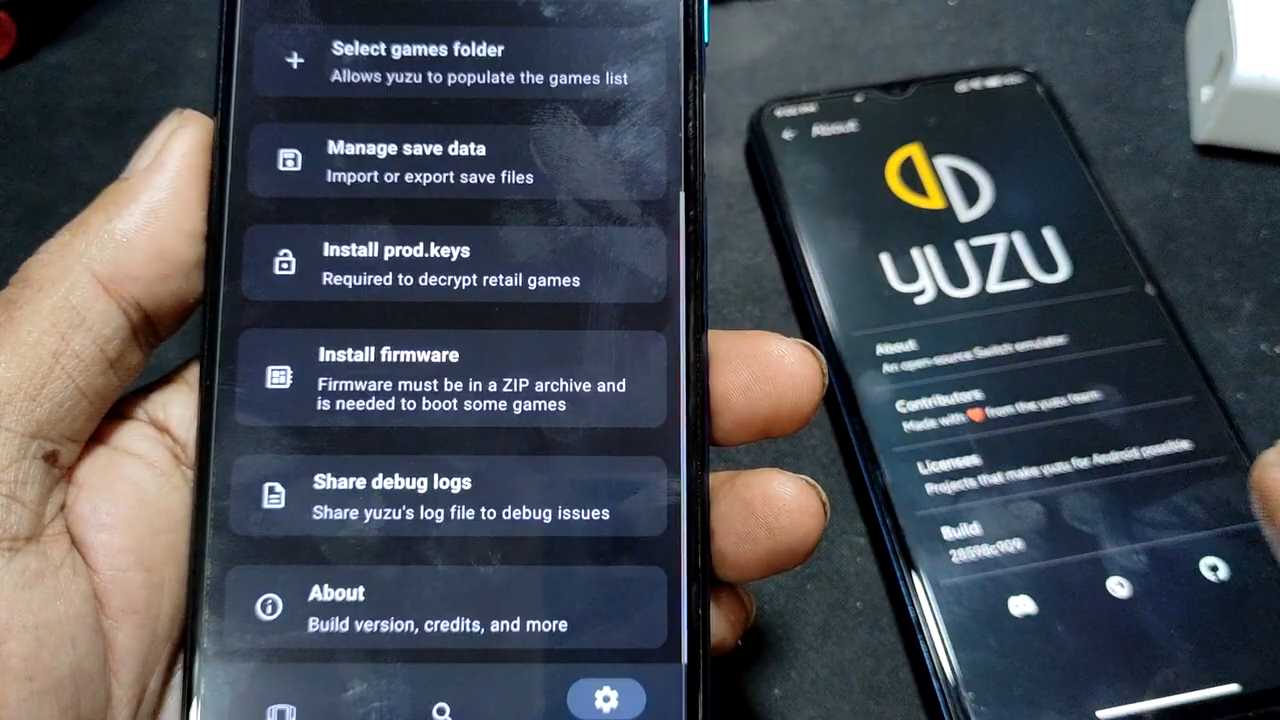 Select games folder
Allows yuzu to populate the games list
Manage save data
Import or export save files
Install prod.keys
Required to decrypt retail games
Install firmware
Firmware must be in a ZIP archive and
is needed to boot some games
Share debug logs
Share yuzu's log file to debug issues
About
Build version, credits, and more
About
YUZU
About
An open-source Switch emulator
Contributors
Made with ❤ from the yuzu team
Licenses
Projects that make yuzu for Android possible
Build